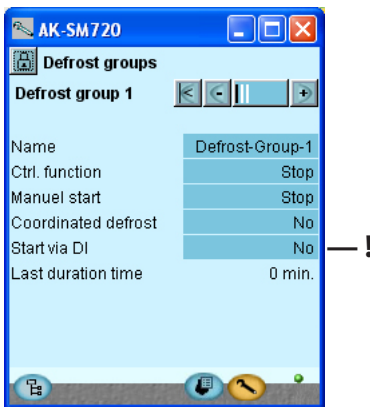 AK-SM720
Defrost groups
Defrost group 1
Name Defrost-Group-1
Ctrl. function Stop
Manuel start Stop
Coordinated defrost No
Start via DI No
Last duration time 0 min.